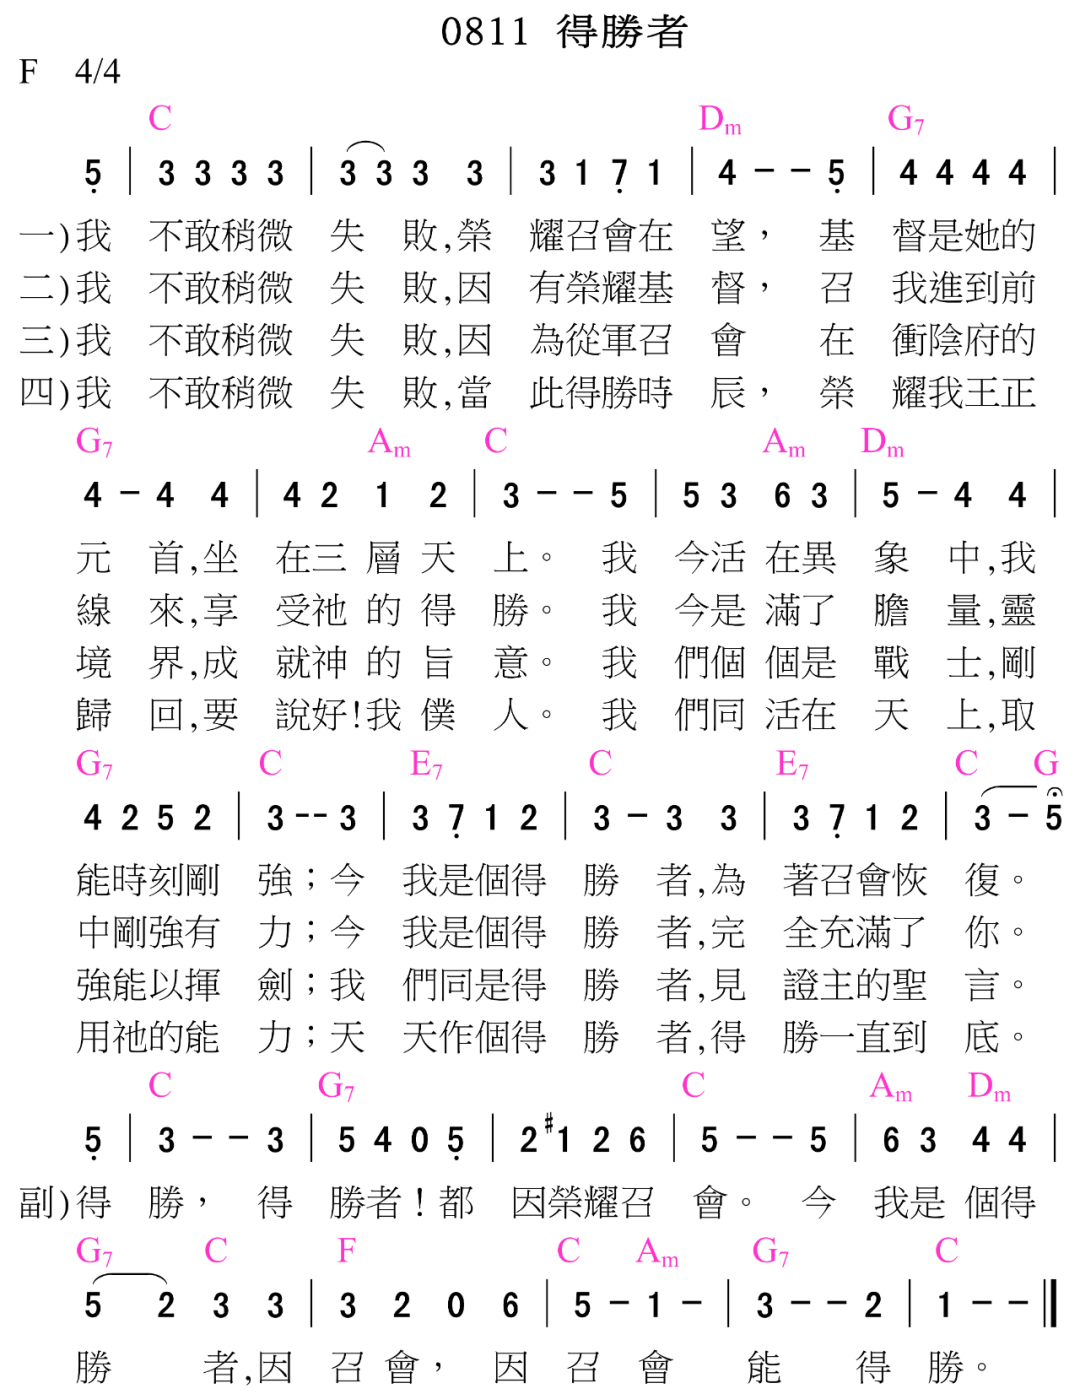 0811 得勝者
F 4/4
C Dm G7
5̣ | 3 3 3 3 | 3 3 3 3 | 3 1 7̣ 1 | 4 - - 5̣ | 4 4 4 4 |
一)我 不敢稍微 失 敗,榮 耀召會在 望， 基 督是她的
二)我 不敢稍微 失 敗,因 有榮耀基 督， 召 我進到前
三)我 不敢稍微 失 敗,因 為從軍召 會 在 衝陰府的
四)我 不敢稍微 失 敗,當 此得勝時 辰， 榮 耀我王正
G7 Am C Am Dm
4 - 4 4 | 4 2 1 2 | 3 - - 5 | 5 3 6 3 | 5 - 4 4 |
元 首,坐 在三 層 天 上。 我 今活 在異 象 中,我
線 來,享 受祂 的 得 勝。 我 今是 滿了 膽 量,靈
境 界,成 就神 的 旨 意。 我 們個 個是 戰 士,剛
歸 回,要 說好!我 僕 人。 我 們同 活在 天 上,取
G7 C E7 C E7 C G
4 2 5 2 | 3 -- 3 | 3 7̣ 1 2 | 3 - 3 3 | 3 7̣ 1 2 | 3 - 5
能時刻剛 強；今 我是個得 勝 者,為 著召會恢 復。
中剛強有 力；今 我是個得 勝 者,完 全充滿了 你。
強能以揮 劍；我 們同是得 勝 者,見 證主的聖 言。
用祂的能 力；天 天作個得 勝 者,得 勝一直到 底。
C G7 C Am Dm
5̣ | 3 - - 3 | 5 4 0 5̣ | 2 #1 2 6 | 5 - - 5 | 6 3 4 4 |
副)得 勝， 得 勝者！都 因榮耀召 會。 今 我是 個得
G7 C F C Am G7 C
5 2 3 3 | 3 2 0 6 | 5 - 1 - | 3 - - 2 | 1 - - ‖
勝 者,因 召 會， 因 召 會 能 得 勝。